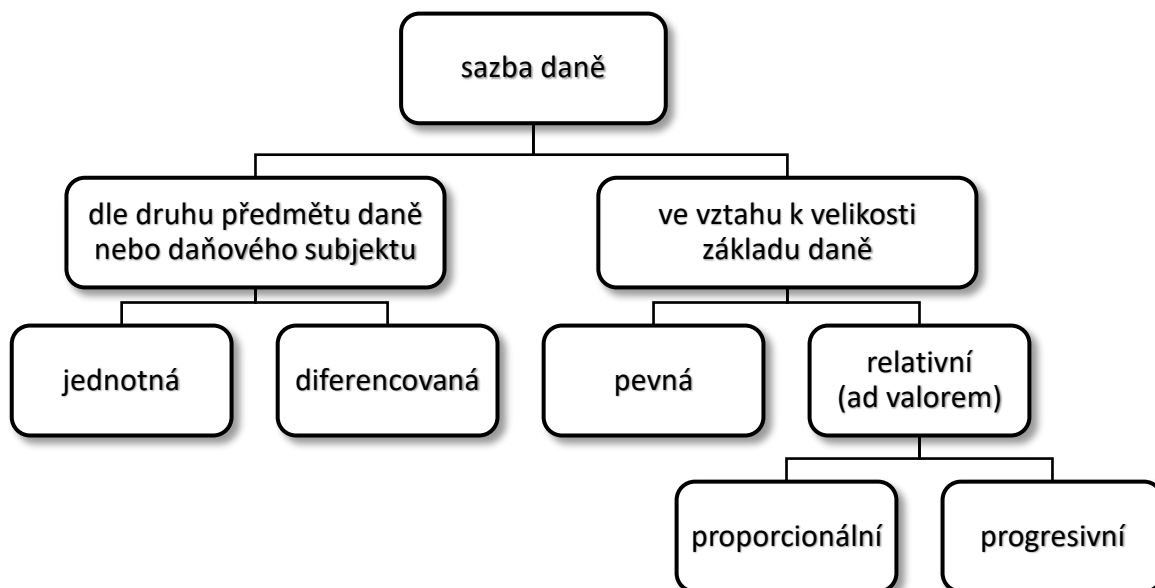 sazba daně
dle druhu předmětu daně
nebo daňového subjektu
ve vztahu k velikosti
základu daně
jednotná
diferencovaná
pevná
relativní
(ad valorem)
proporcionální
progresivní